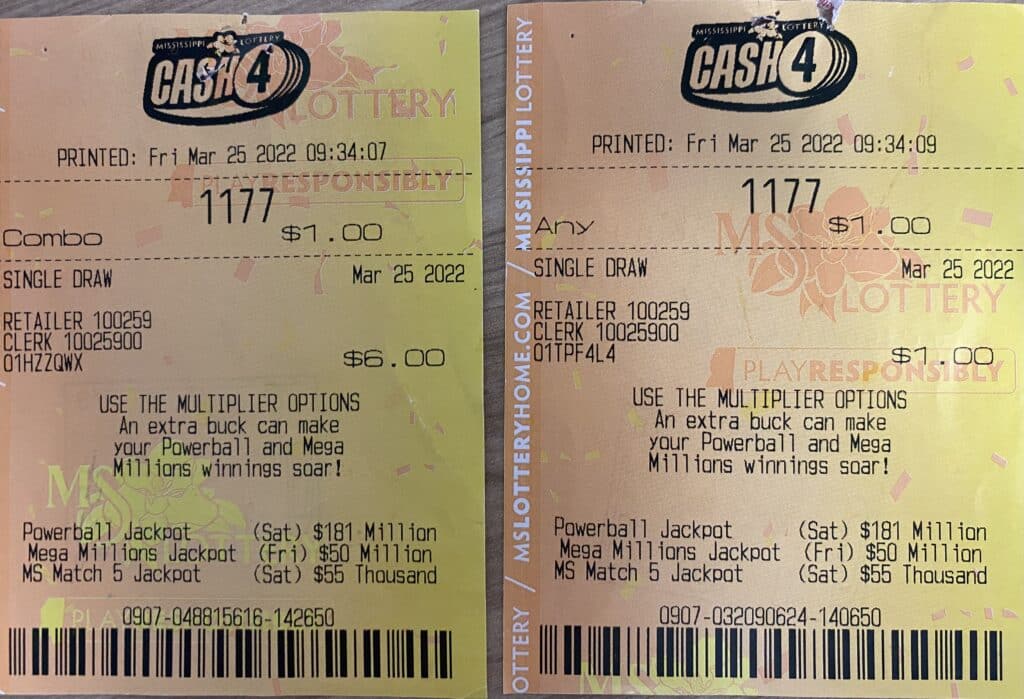 MISSISSIPPI LOTTERY
CASH 4
LOTTERY
PRINTED: Fri Mar 25 2022 09:34:07
PLAY RESPONSIBLY
1177
Combo $1.00
SINGLE DRAW Mar 25 2022
RETAILER 100259
CLERK 10025900
01HZZQWX $6.00
USE THE MULTIPLIER OPTIONS
An extra buck can make
your Powerball and Mega
Millions winnings soar!
MS
LOTTERY
Powerball Jackpot (Sat) $181 Million
Mega Millions Jackpot (Fri) $50 Million
MS Match 5 Jackpot (Sat) $55 Thousand
PLAY
0907-048815616-142650
OTTERY / MSLOTTERYHOME.COM / MISSISSIPPI LOTTERY
MISSISSIPPI LOTTERY
CASH 4
PRINTED: Fri Mar 25 2022 09:34:09
1177
Any $1.00
MS
LOTTERY
SINGLE DRAW Mar 25 2022
RETAILER 100259
CLERK 10025900
01TPF4L4 $1.00
PLAY RESPONSIBLY
USE THE MULTIPLIER OPTIONS
An extra buck can make
your Powerball and Mega
Millions winnings soar!
Powerball Jackpot (Sat) $181 Million
Mega Millions Jackpot (Fri) $50 Million
MS Match 5 Jackpot (Sat) $55 Thousand
0907-032090624-140650
MS